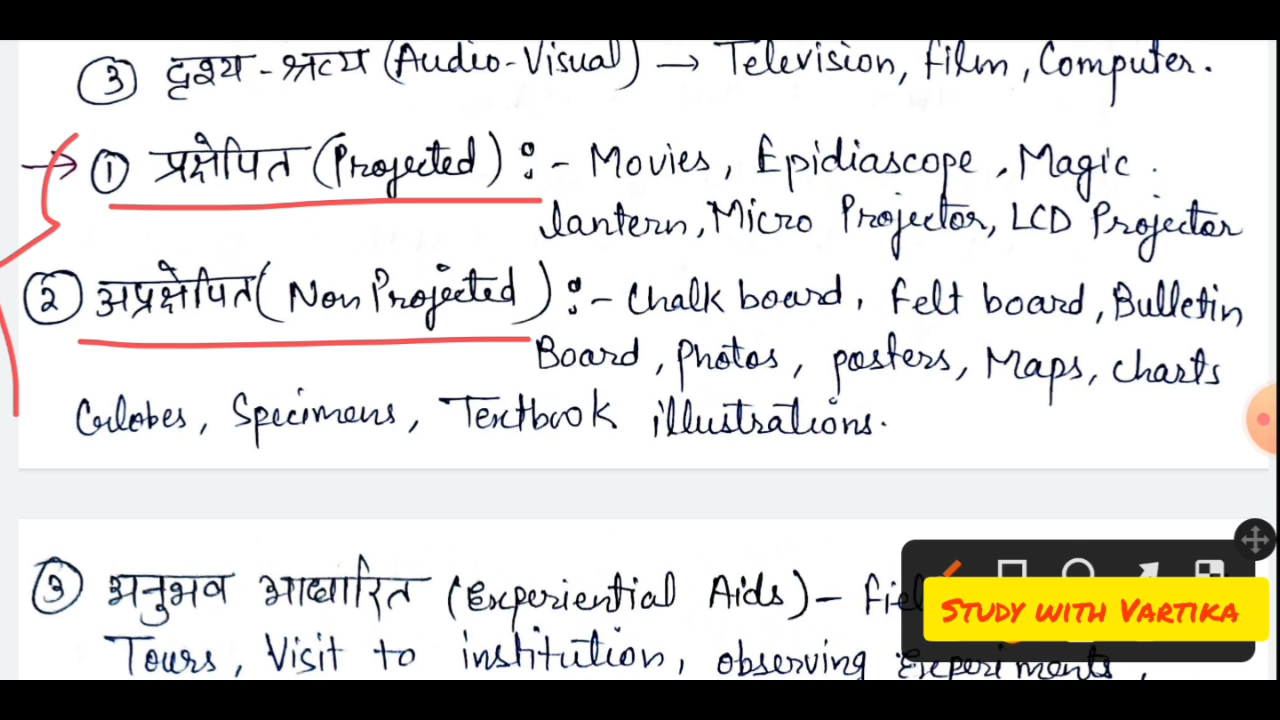 ③ दृश्य - श्रव्य (Audio-Visual) → Television, film, Computer.
→ ① प्रक्षेपित (Projected) :- Movies, Epidiascope, Magic
lantern, Micro Projector, LCD Projector
② अप्रक्षेपित (Non Projected) :- Chalk board, felt board, Bulletin
Board, Photos, posters, Maps, charts
Globes, Specimens, Textbook illustrations.
③ अनुभव आधारित (Experiential Aids) -
STUDY WITH VARTIKA
Tours, Visit to institution, observing experiments,